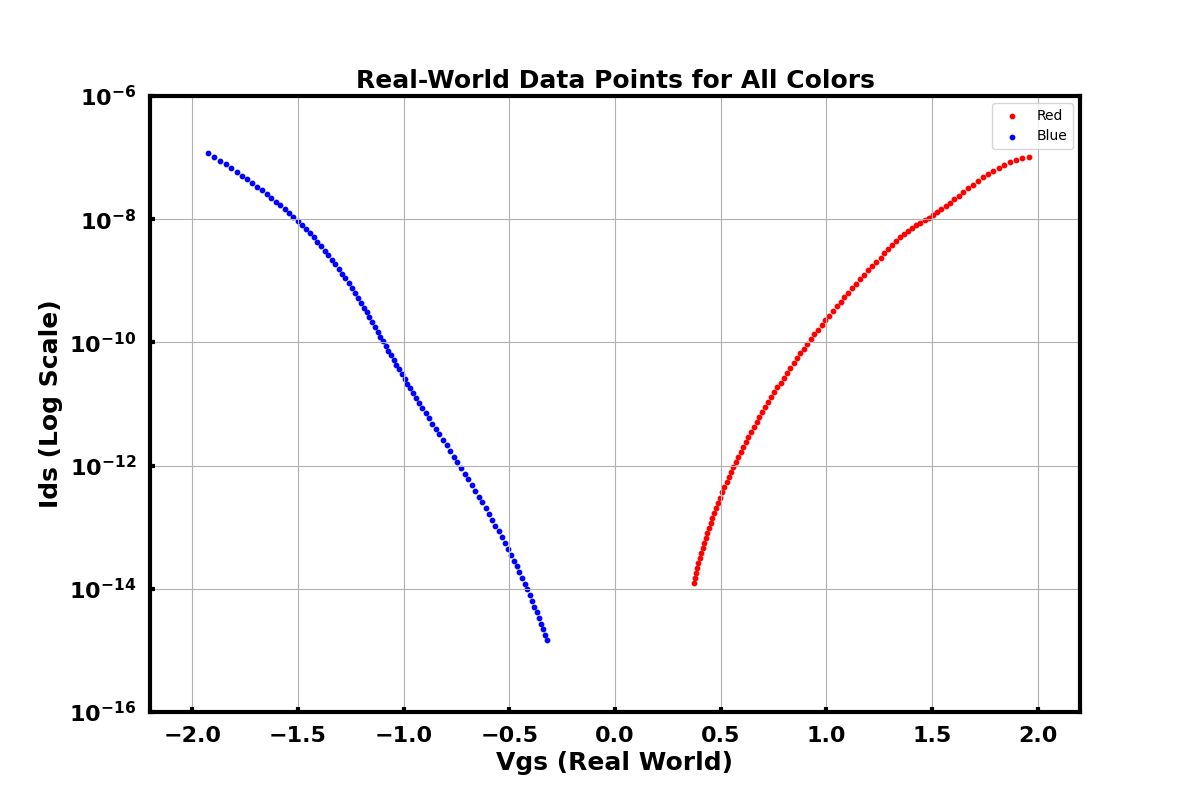 Real-World Data Points for All Colors
10⁻⁶
Red
Blue
10⁻⁸
10⁻¹⁰
10⁻¹²
10⁻¹⁴
10⁻¹⁶
Ids (Log Scale)
−2.0 −1.5 −1.0 −0.5 0.0 0.5 1.0 1.5 2.0
Vgs (Real World)